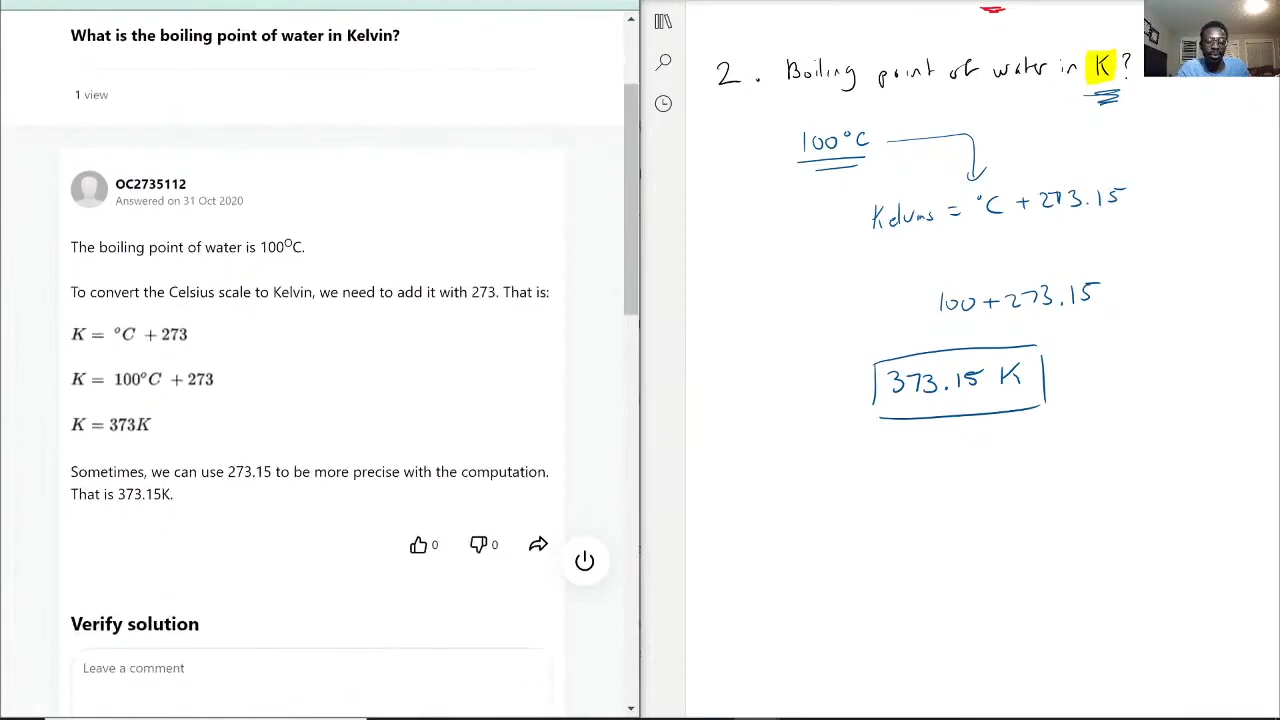 What is the boiling point of water in Kelvin?
1 view
OC2735112
Answered on 31 Oct 2020
The boiling point of water is 100⁰C.
To convert the Celsius scale to Kelvin, we need to add it with 273. That is:
K = °C + 273
K = 100°C + 273
K = 373K
Sometimes, we can use 273.15 to be more precise with the computation.
That is 373.15K.
0
0
Verify solution
Leave a comment
2. Boiling point of water in K?
100°C
Kelvins = °C + 273.15
100 + 273.15
373.15 K